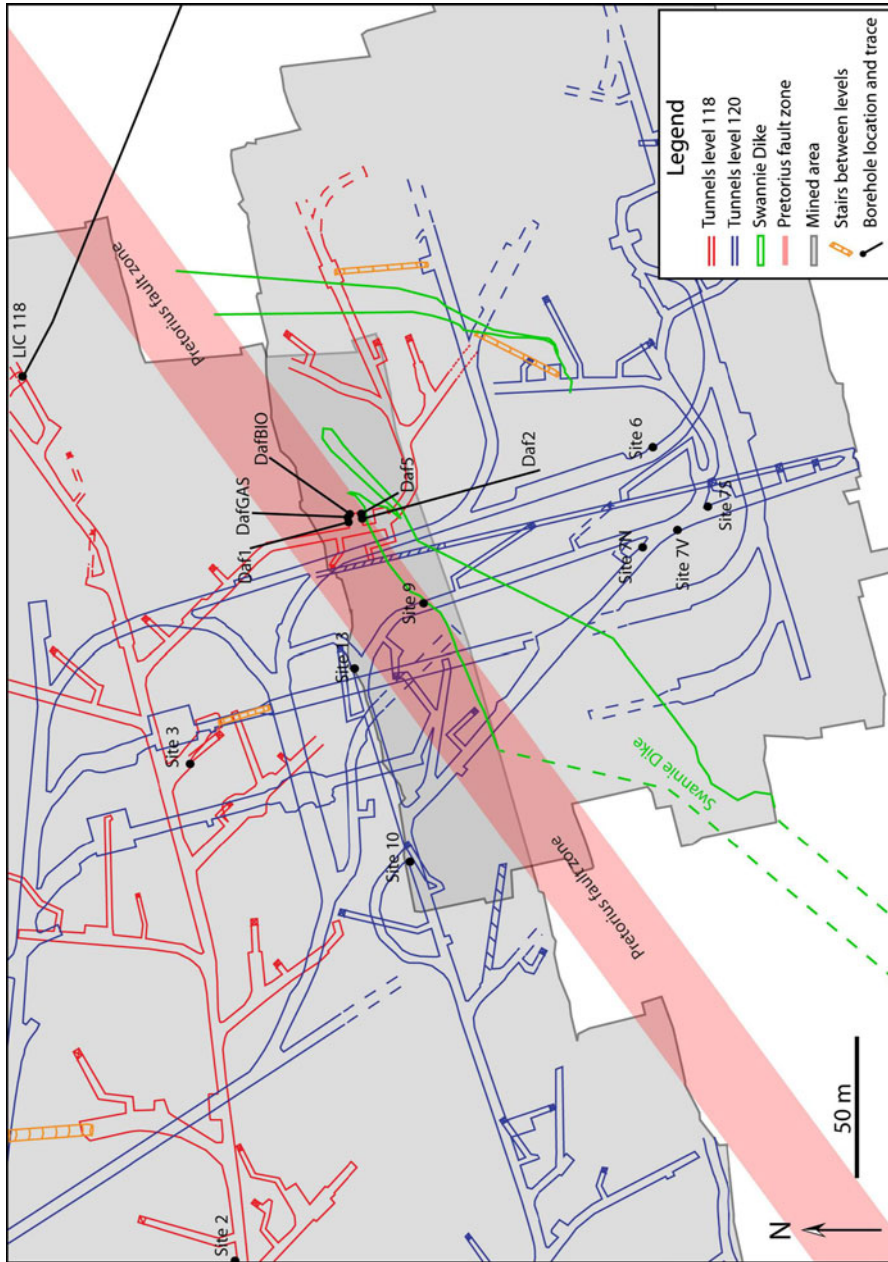 LIC 118
Pretorius fault zone
DafBIO
DafGAS
Daf1
Daf5
Daf2
Site 13
Site 9
Site 3
Site 10
Site 2
Site 6
Site 7S
Site 7V
Site 7N
Swannie Dike
Pretorius fault zone
50 m
N
Legend
Tunnels level 118
Tunnels level 120
Swannie Dike
Pretorius fault zone
Mined area
Stairs between levels
Borehole location and trace